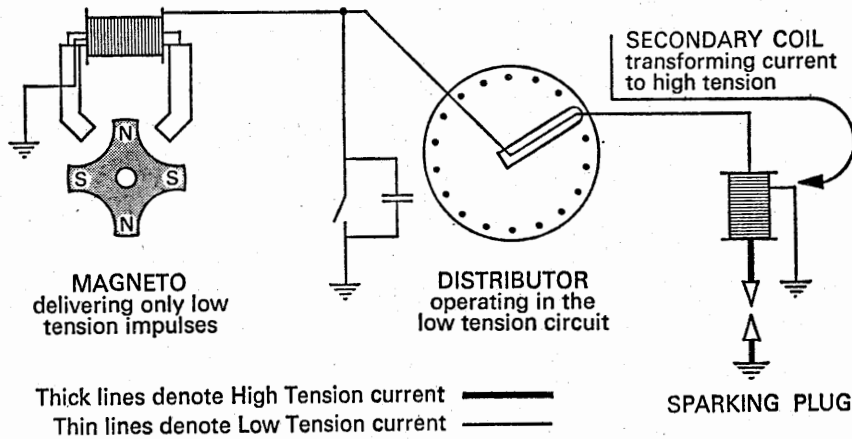 SECONDARY COIL
transforming current
to high tension
N
S
S
N
MAGNETO
delivering only low
tension impulses
DISTRIBUTOR
operating in the
low tension circuit
Thick lines denote High Tension current
Thin lines denote Low Tension current
SPARKING PLUG